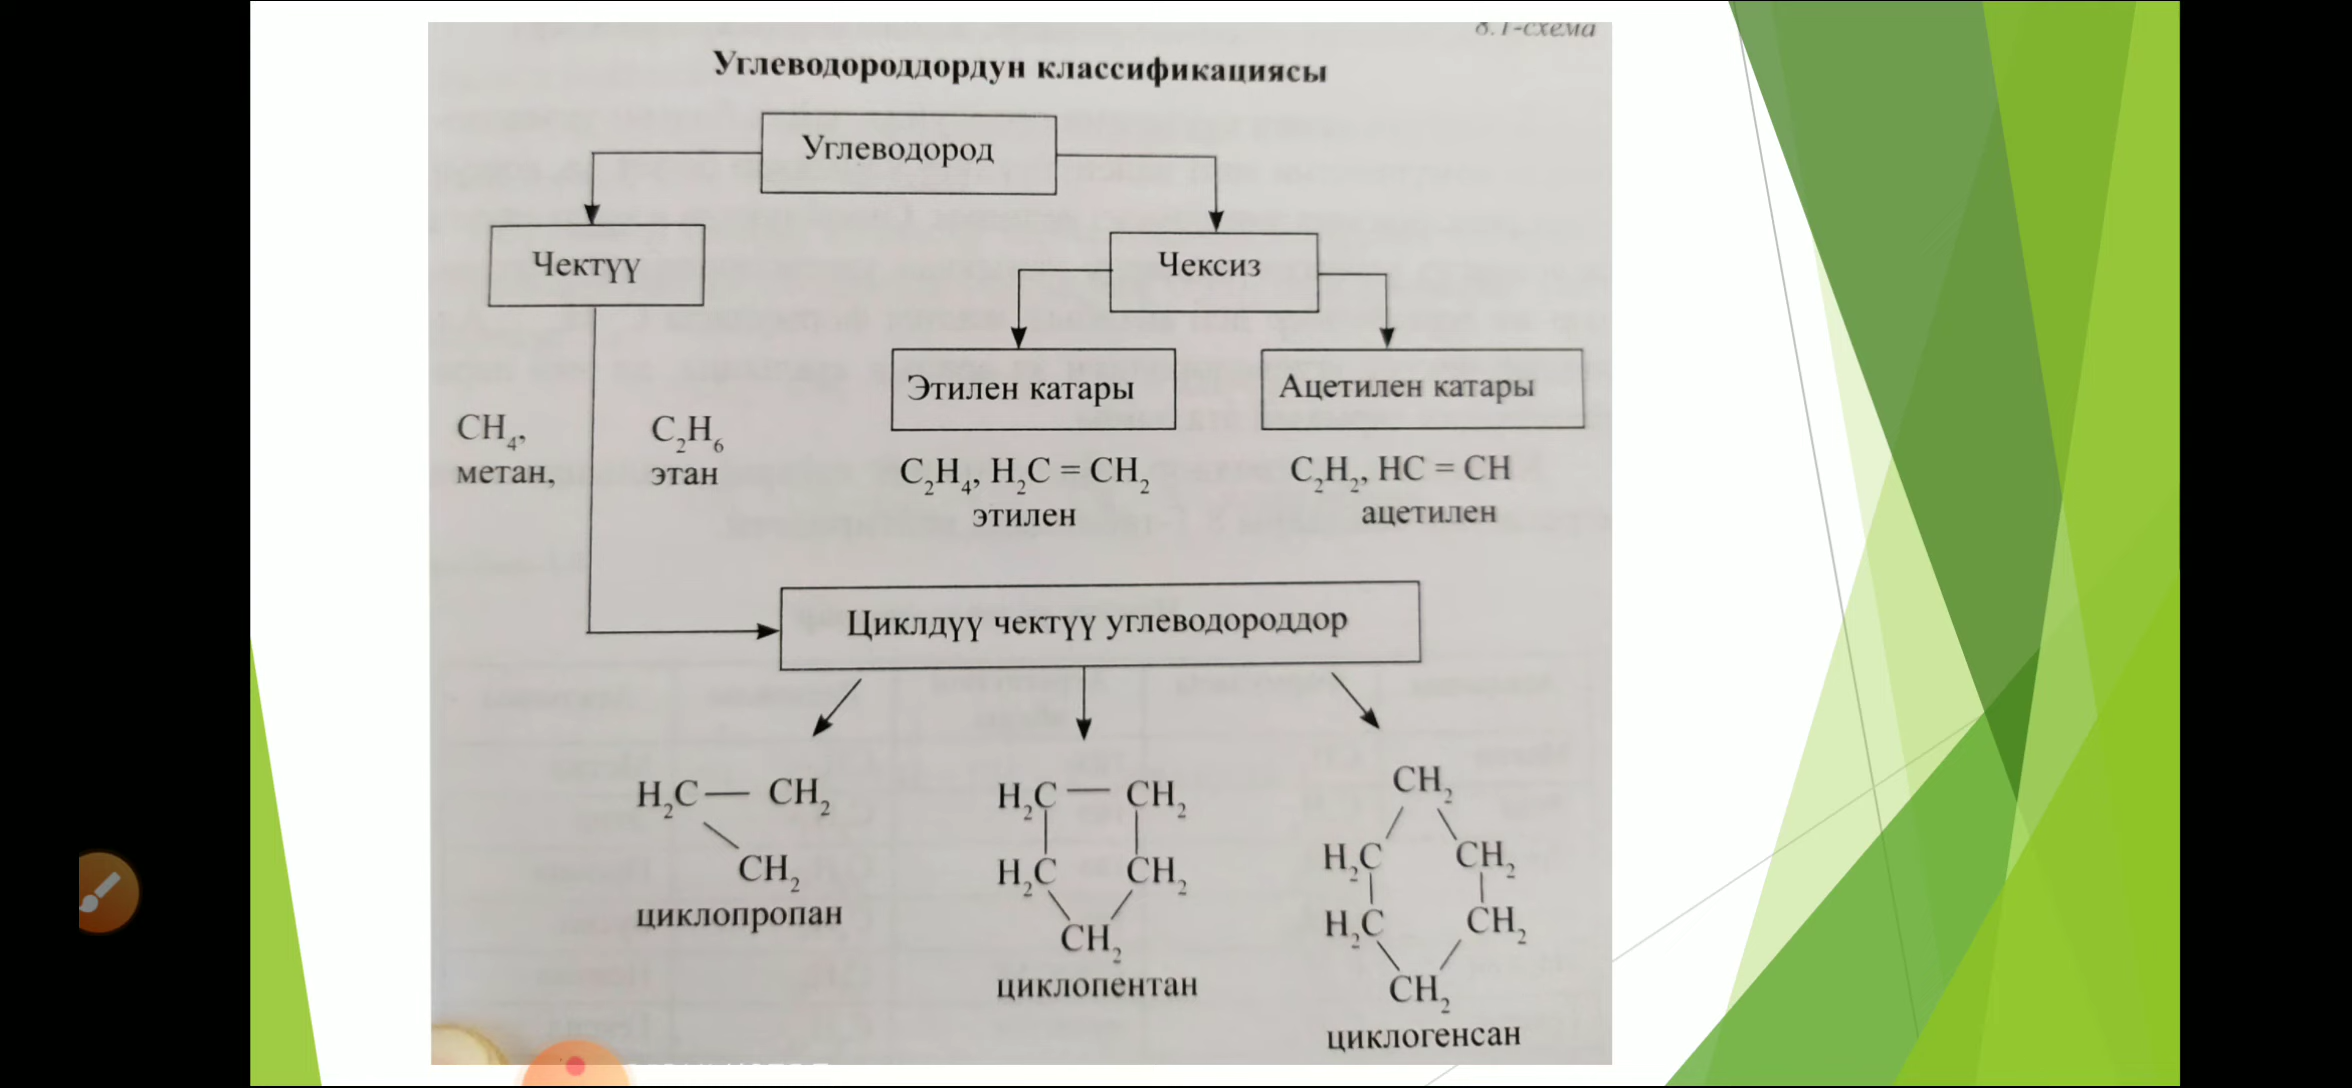 8.1-схема
Углеводороддордун классификациясы
Углеводород
Чектүү
Чексиз
Этилен катары
Ацетилен катары
CH₄, C₂H₆
метан, этан
C₂H₄, H₂C = CH₂
этилен
C₂H₂, HC = CH
ацетилен
Циклдүү чектүү углеводороддор
H₂C — CH₂
CH₂
циклопропан
H₂C — CH₂
H₂C CH₂
CH₂
циклопентан
CH₂
H₂C CH₂
H₂C CH₂
CH₂
циклогенсан